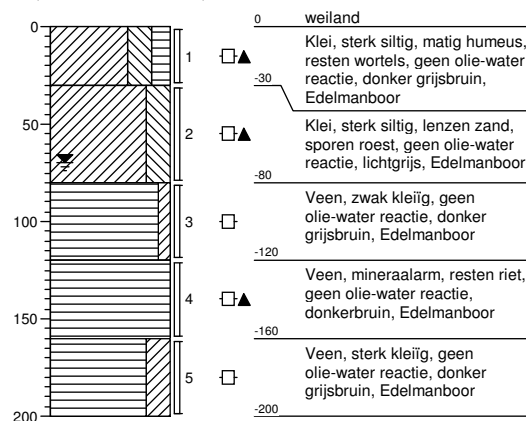 0
50
100
150
200
1
2
3
4
5
0 weiland
Klei, sterk siltig, matig humeus,
resten wortels, geen olie-water
reactie, donker grijsbruin,
Edelmanboor
-30
Klei, sterk siltig, lenzen zand,
sporen roest, geen olie-water
reactie, lichtgrijs, Edelmanboor
-80
Veen, zwak kleiïg, geen
olie-water reactie, donker
grijsbruin, Edelmanboor
-120
Veen, mineraalarm, resten riet,
geen olie-water reactie,
donkerbruin, Edelmanboor
-160
Veen, sterk kleiïg, geen
olie-water reactie, donker
grijsbruin, Edelmanboor
-200